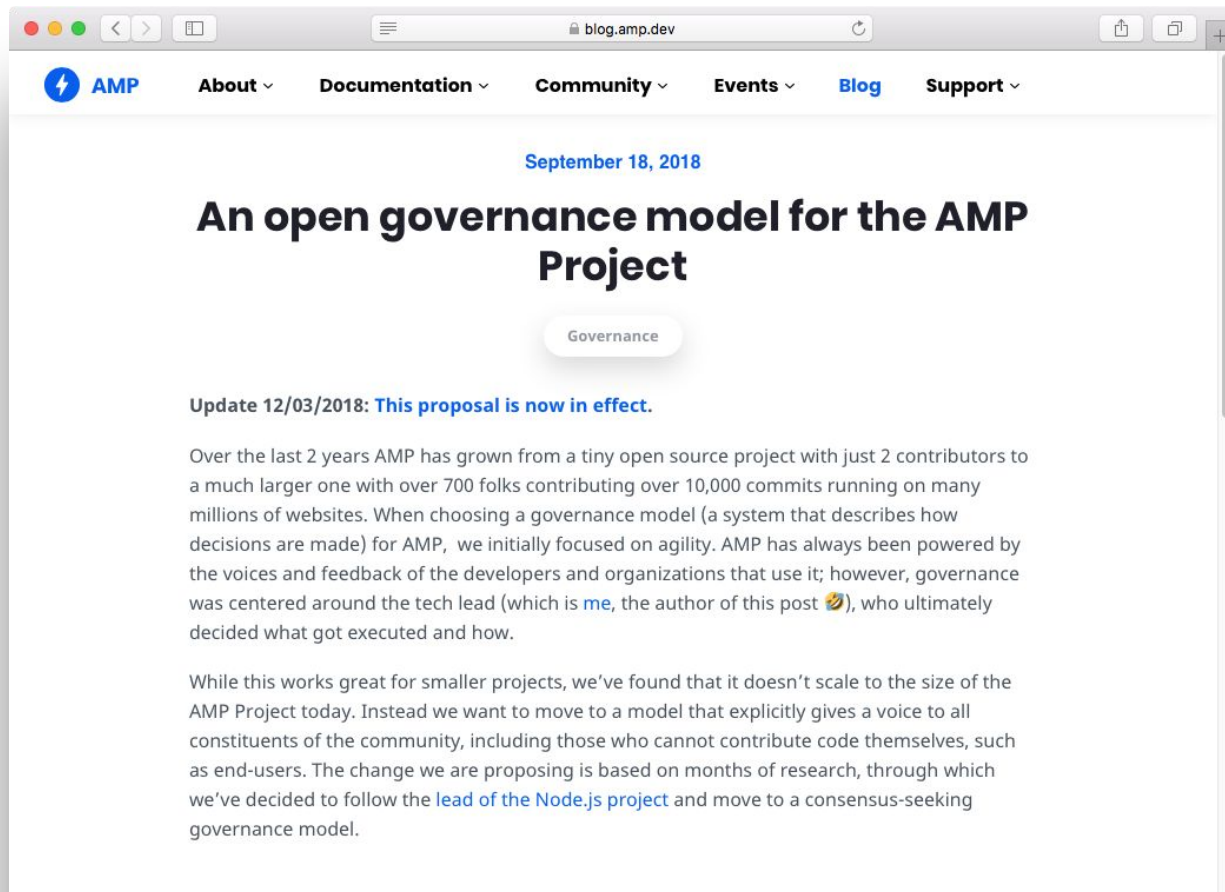 blog.amp.dev
AMP About Documentation Community Events Blog Support
September 18, 2018
An open governance model for the AMP
Project
Governance
Update 12/03/2018: This proposal is now in effect.
Over the last 2 years AMP has grown from a tiny open source project with just 2 contributors to
a much larger one with over 700 folks contributing over 10,000 commits running on many
millions of websites. When choosing a governance model (a system that describes how
decisions are made) for AMP,  we initially focused on agility. AMP has always been powered by
the voices and feedback of the developers and organizations that use it; however, governance
was centered around the tech lead (which is me, the author of this post 🤣), who ultimately
decided what got executed and how.
While this works great for smaller projects, we’ve found that it doesn’t scale to the size of the
AMP Project today. Instead we want to move to a model that explicitly gives a voice to all
constituents of the community, including those who cannot contribute code themselves, such
as end-users. The change we are proposing is based on months of research, through which
we’ve decided to follow the lead of the Node.js project and move to a consensus-seeking
governance model.